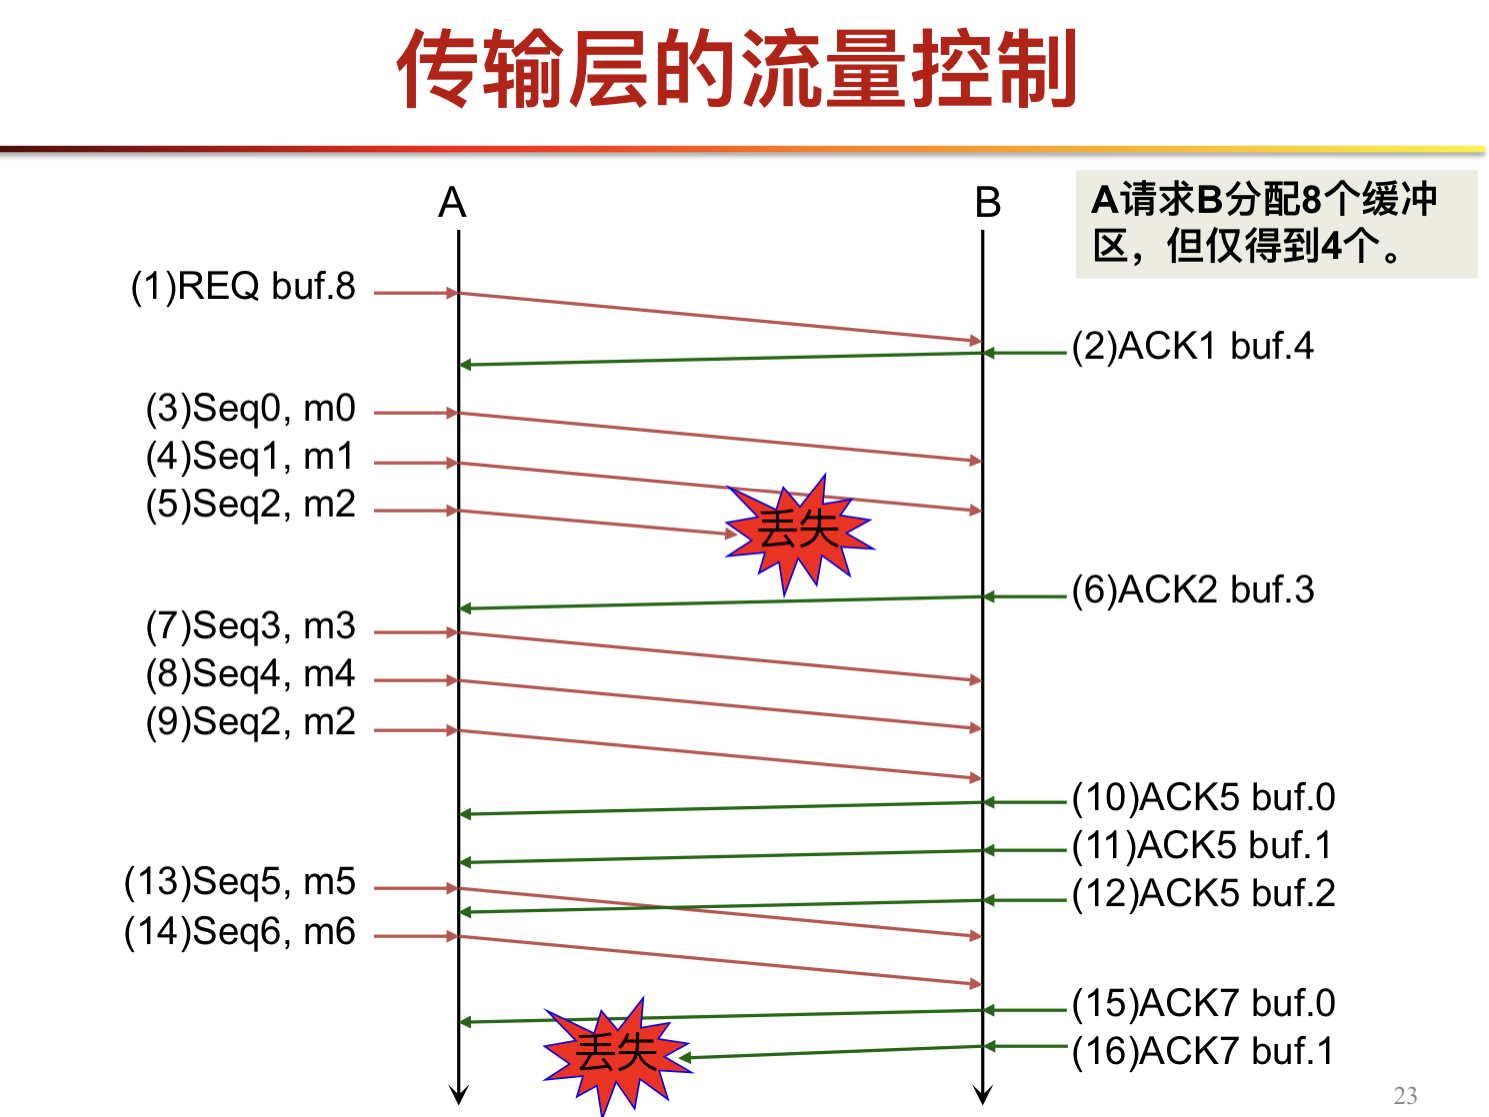 传输层的流量控制
A
B
A请求B分配8个缓冲
区，但仅得到4个。
(1)REQ buf.8
(2)ACK1 buf.4
(3)Seq0, m0
(4)Seq1, m1
(5)Seq2, m2
丢失
(6)ACK2 buf.3
(7)Seq3, m3
(8)Seq4, m4
(9)Seq2, m2
(10)ACK5 buf.0
(11)ACK5 buf.1
(12)ACK5 buf.2
(13)Seq5, m5
(14)Seq6, m6
(15)ACK7 buf.0
(16)ACK7 buf.1
丢失
23